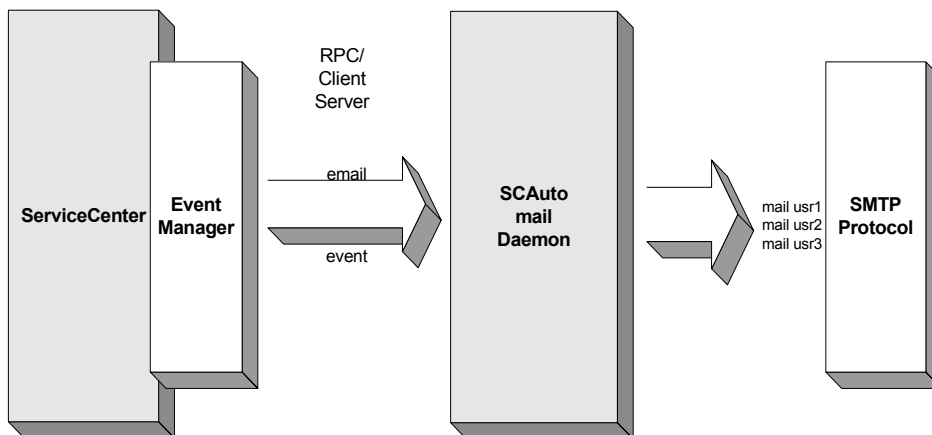 RPC/
Client
Server
email
event
ServiceCenter
Event
Manager
SCAuto
mail
Daemon
mail usr1
mail usr2
mail usr3
SMTP
Protocol